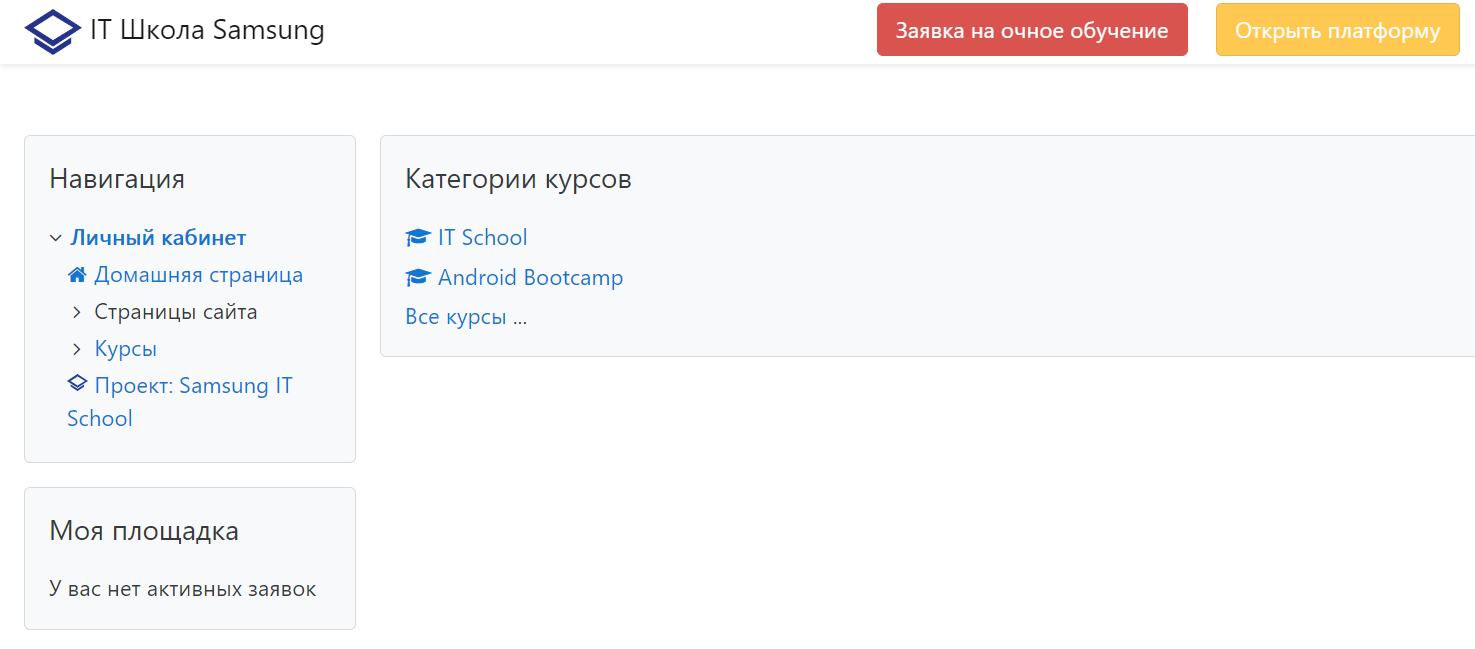 IT Школа Samsung
Заявка на очное обучение
Открыть платформу
Навигация
Личный кабинет
Домашняя страница
Страницы сайта
Курсы
Проект: Samsung IT
School
Моя площадка
У вас нет активных заявок
Категории курсов
IT School
Android Bootcamp
Все курсы ...